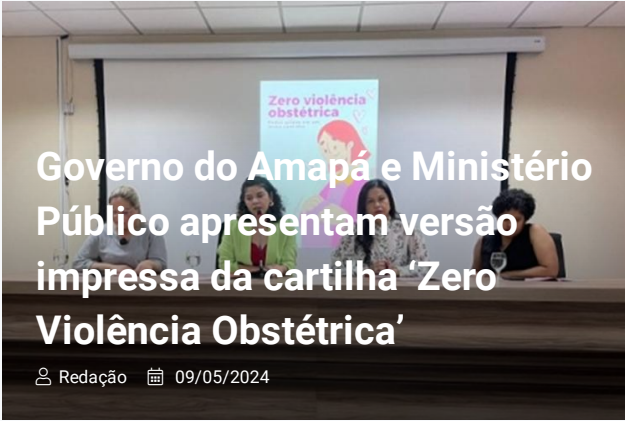 Zero violência
obstétrica
Governo do Amapá e Ministério
Público apresentam versão
impressa da cartilha ‘Zero
Violência Obstétrica’
Redação 09/05/2024